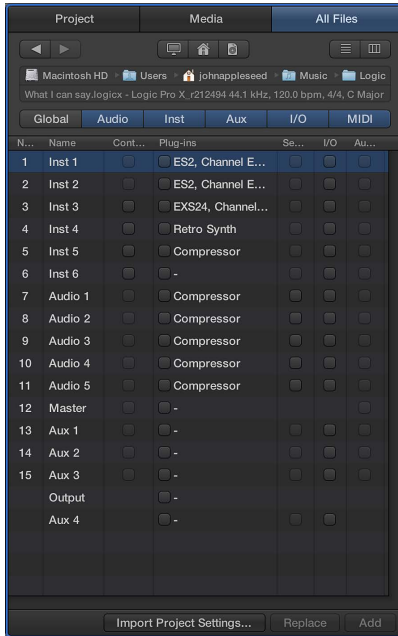 Project Media All Files
Macintosh HD Users johnappleseed Music Logic
What I can say.logicx - Logic Pro X_r212494 44.1 kHz, 120.0 bpm, 4/4, C Major
Global Audio Inst Aux I/O MIDI
N... Name Cont... Plug-ins Se... I/O Au...
1 Inst 1 ES2, Channel E...
2 Inst 2 ES2, Channel E...
3 Inst 3 EXS24, Channel...
4 Inst 4 Retro Synth
5 Inst 5 Compressor
6 Inst 6 -
7 Audio 1 Compressor
8 Audio 2 Compressor
9 Audio 3 Compressor
10 Audio 4 Compressor
11 Audio 5 Compressor
12 Master -
13 Aux 1 -
14 Aux 2 -
15 Aux 3 -
Output -
Aux 4 -
Import Project Settings... Replace Add